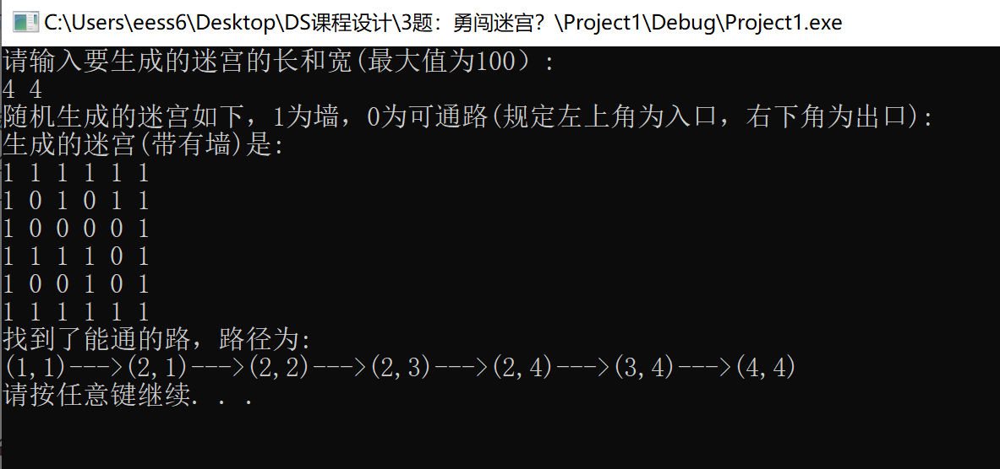 C:\Users\eess6\Desktop\DS课程设计\3题：勇闯迷宫？\Project1\Debug\Project1.exe
请输入要生成的迷宫的长和宽(最大值为100）:
4 4
随机生成的迷宫如下，1为墙，0为可通路(规定左上角为入口，右下角为出口):
生成的迷宫(带有墙)是:
1 1 1 1 1 1
1 0 1 0 1 1
1 0 0 0 0 1
1 1 1 1 0 1
1 0 0 1 0 1
1 1 1 1 1 1
找到了能通的路，路径为:
(1,1)--->(2,1)--->(2,2)--->(2,3)--->(2,4)--->(3,4)--->(4,4)
请按任意键继续. . .